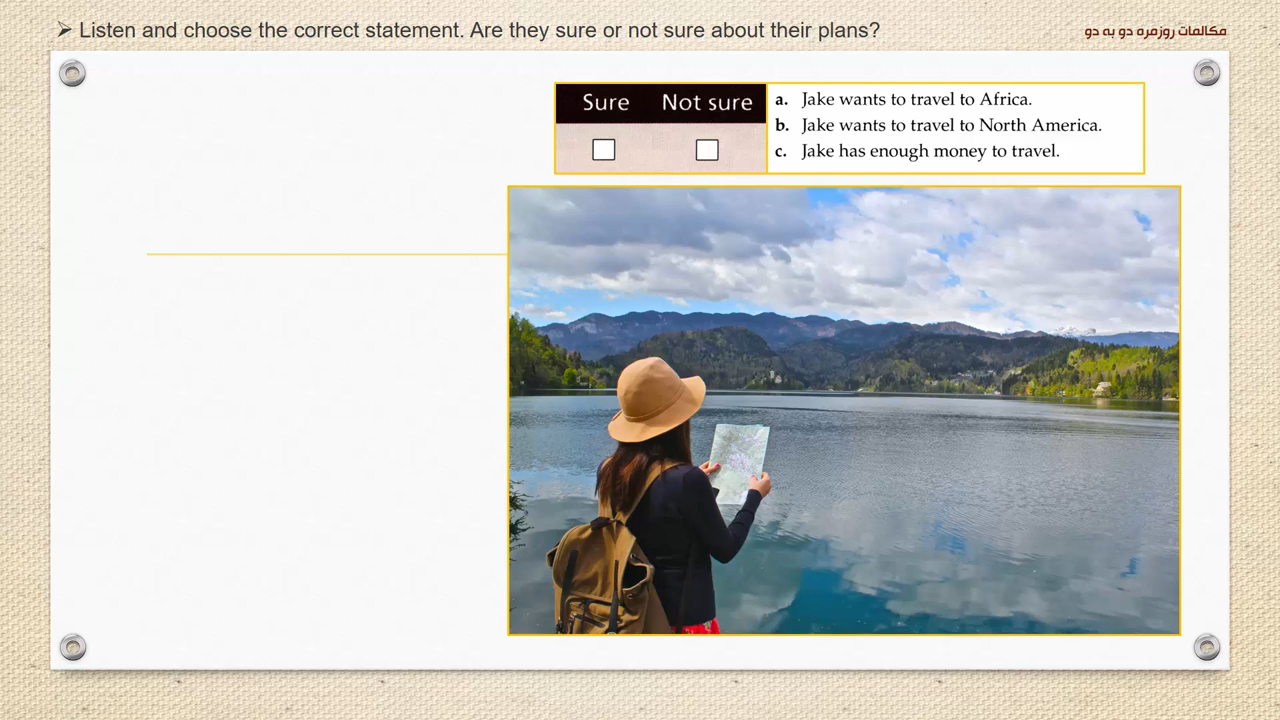 ➢ Listen and choose the correct statement. Are they sure or not sure about their plans?
مکالمات روزمره دو به دو
Sure Not sure
a. Jake wants to travel to Africa.
b. Jake wants to travel to North America.
c. Jake has enough money to travel.